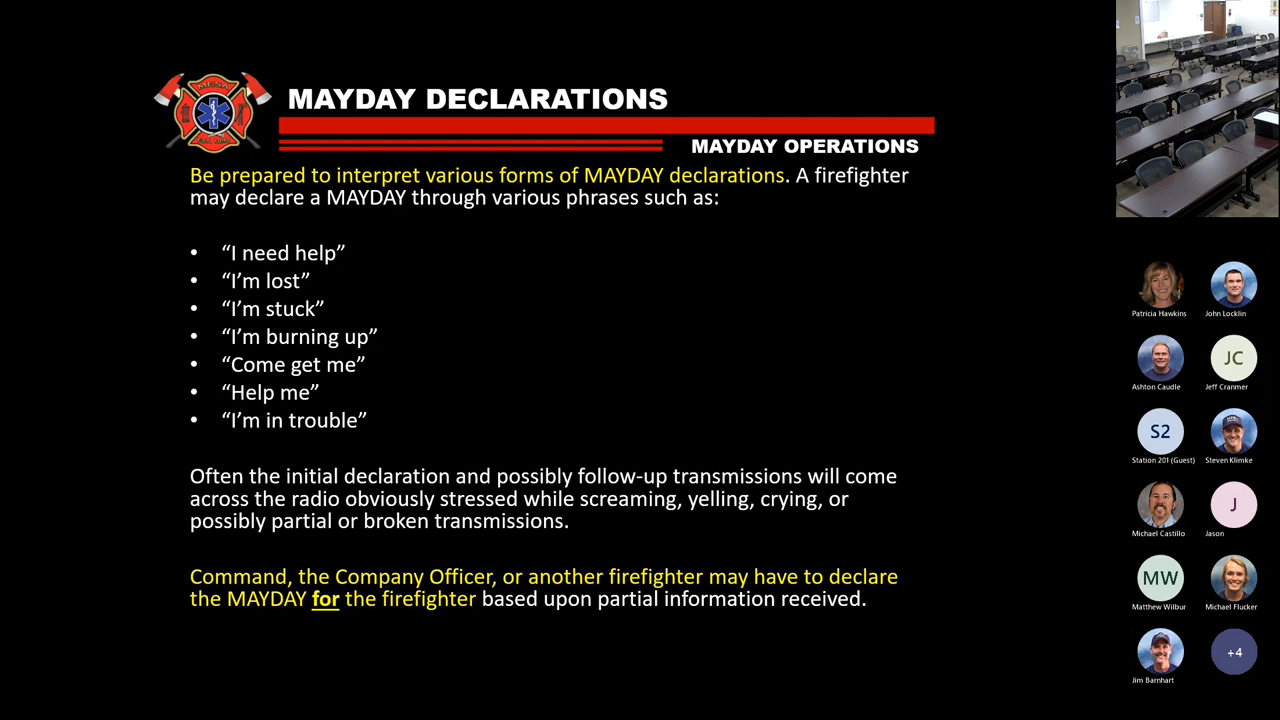 MAYDAY DECLARATIONS
MAYDAY OPERATIONS
Be prepared to interpret various forms of MAYDAY declarations. A firefighter
may declare a MAYDAY through various phrases such as:
• “I need help”
• “I’m lost”
• “I’m stuck”
• “I’m burning up”
• “Come get me”
• “Help me”
• “I’m in trouble”
Often the initial declaration and possibly follow-up transmissions will come
across the radio obviously stressed while screaming, yelling, crying, or
possibly partial or broken transmissions.
Command, the Company Officer, or another firefighter may have to declare
the MAYDAY for the firefighter based upon partial information received.
Patricia Hawkins
John Locklin
Ashton Caudle
JC
Jeff Cranmer
S2
Station 201 (Guest)
Steven Klimke
Michael Castillo
J
Jason
MW
Matthew Wilbur
Michael Flucker
Jim Barnhart
+4